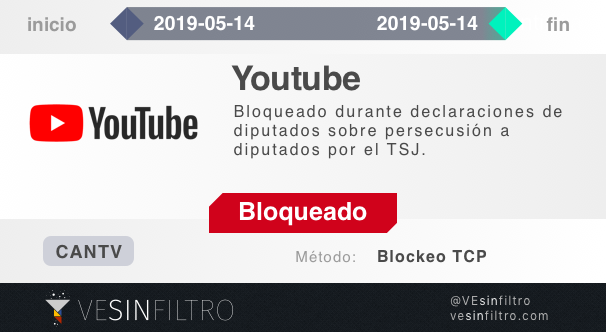 inicio 2019-05-14 2019-05-14 fin
Youtube
YouTube
Bloqueado durante declaraciones de
diputados sobre persecusión a
diputados por el TSJ.
Bloqueado
CANTV
Método: Blockeo TCP
VESINFILTRO
@VEsinfiltro
vesinfiltro.com